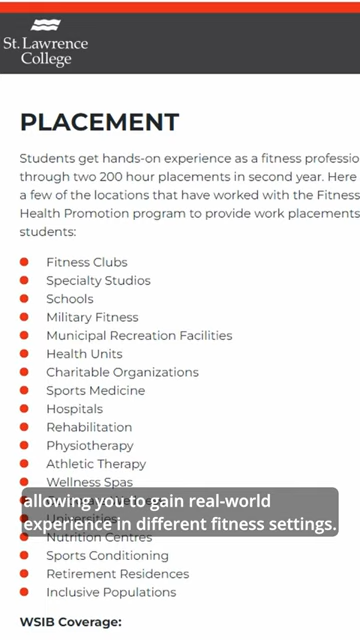 St. Lawrence
College
PLACEMENT
Students get hands-on experience as a fitness professio
through two 200 hour placements in second year. Here
a few of the locations that have worked with the Fitness
Health Promotion program to provide work placements
students:
Fitness Clubs
Specialty Studios
Schools
Military Fitness
Municipal Recreation Facilities
Health Units
Charitable Organizations
Sports Medicine
Hospitals
Rehabilitation
Physiotherapy
Athletic Therapy
Wellness Spas
allowing you to gain real-world
Universities
experience in different fitness settings.
Nutrition Centres
Sports Conditioning
Retirement Residences
Inclusive Populations
WSIB Coverage: